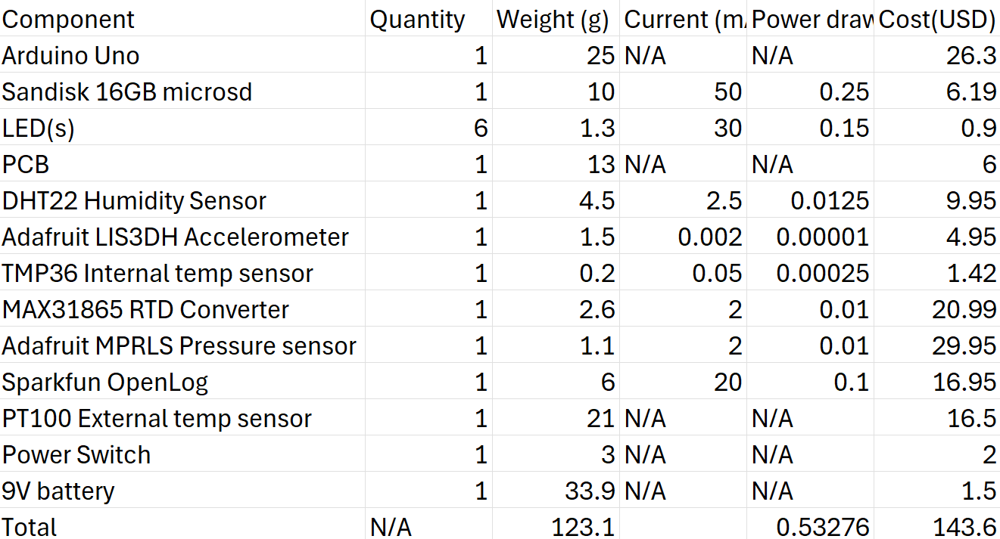 Component Quantity Weight (g) Current (m Power draw Cost(USD)
Arduino Uno 1 25 N/A N/A 26.3
Sandisk 16GB microsd 1 10 50 0.25 6.19
LED(s) 6 1.3 30 0.15 0.9
PCB 1 13 N/A N/A 6
DHT22 Humidity Sensor 1 4.5 2.5 0.0125 9.95
Adafruit LIS3DH Accelerometer 1 1.5 0.002 0.00001 4.95
TMP36 Internal temp sensor 1 0.2 0.05 0.00025 1.42
MAX31865 RTD Converter 1 2.6 2 0.01 20.99
Adafruit MPRLS Pressure sensor 1 1.1 2 0.01 29.95
Sparkfun OpenLog 1 6 20 0.1 16.95
PT100 External temp sensor 1 21 N/A N/A 16.5
Power Switch 1 3 N/A N/A 2
9V battery 1 33.9 N/A N/A 1.5
Total N/A 123.1 0.53276 143.6